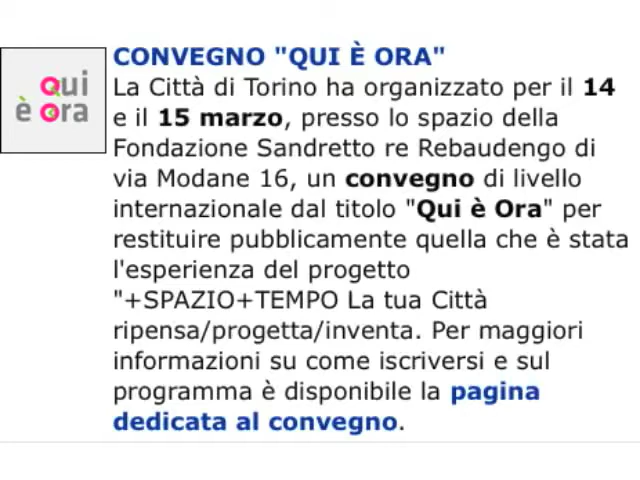 qui
è ora
CONVEGNO "QUI È ORA"
La Città di Torino ha organizzato per il 14
e il 15 marzo, presso lo spazio della
Fondazione Sandretto re Rebaudengo di
via Modane 16, un convegno di livello
internazionale dal titolo "Qui è Ora" per
restituire pubblicamente quella che è stata
l'esperienza del progetto
"+SPAZIO+TEMPO La tua Città
ripensa/progetta/inventa. Per maggiori
informazioni su come iscriversi e sul
programma è disponibile la pagina
dedicata al convegno.